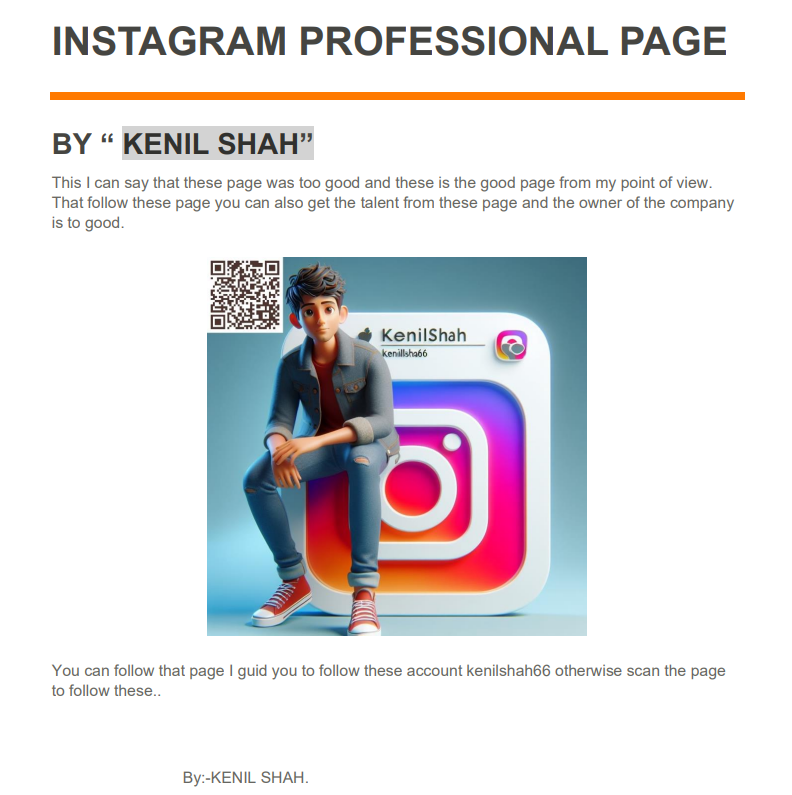 INSTAGRAM PROFESSIONAL PAGE
BY “ KENIL SHAH”
This I can say that these page was too good and these is the good page from my point of view.
That follow these page you can also get the talent from these page and the owner of the company
is to good.
KenilShah
kenillsha66
You can follow that page I guid you to follow these account kenilshah66 otherwise scan the page
to follow these..
By:-KENIL SHAH.